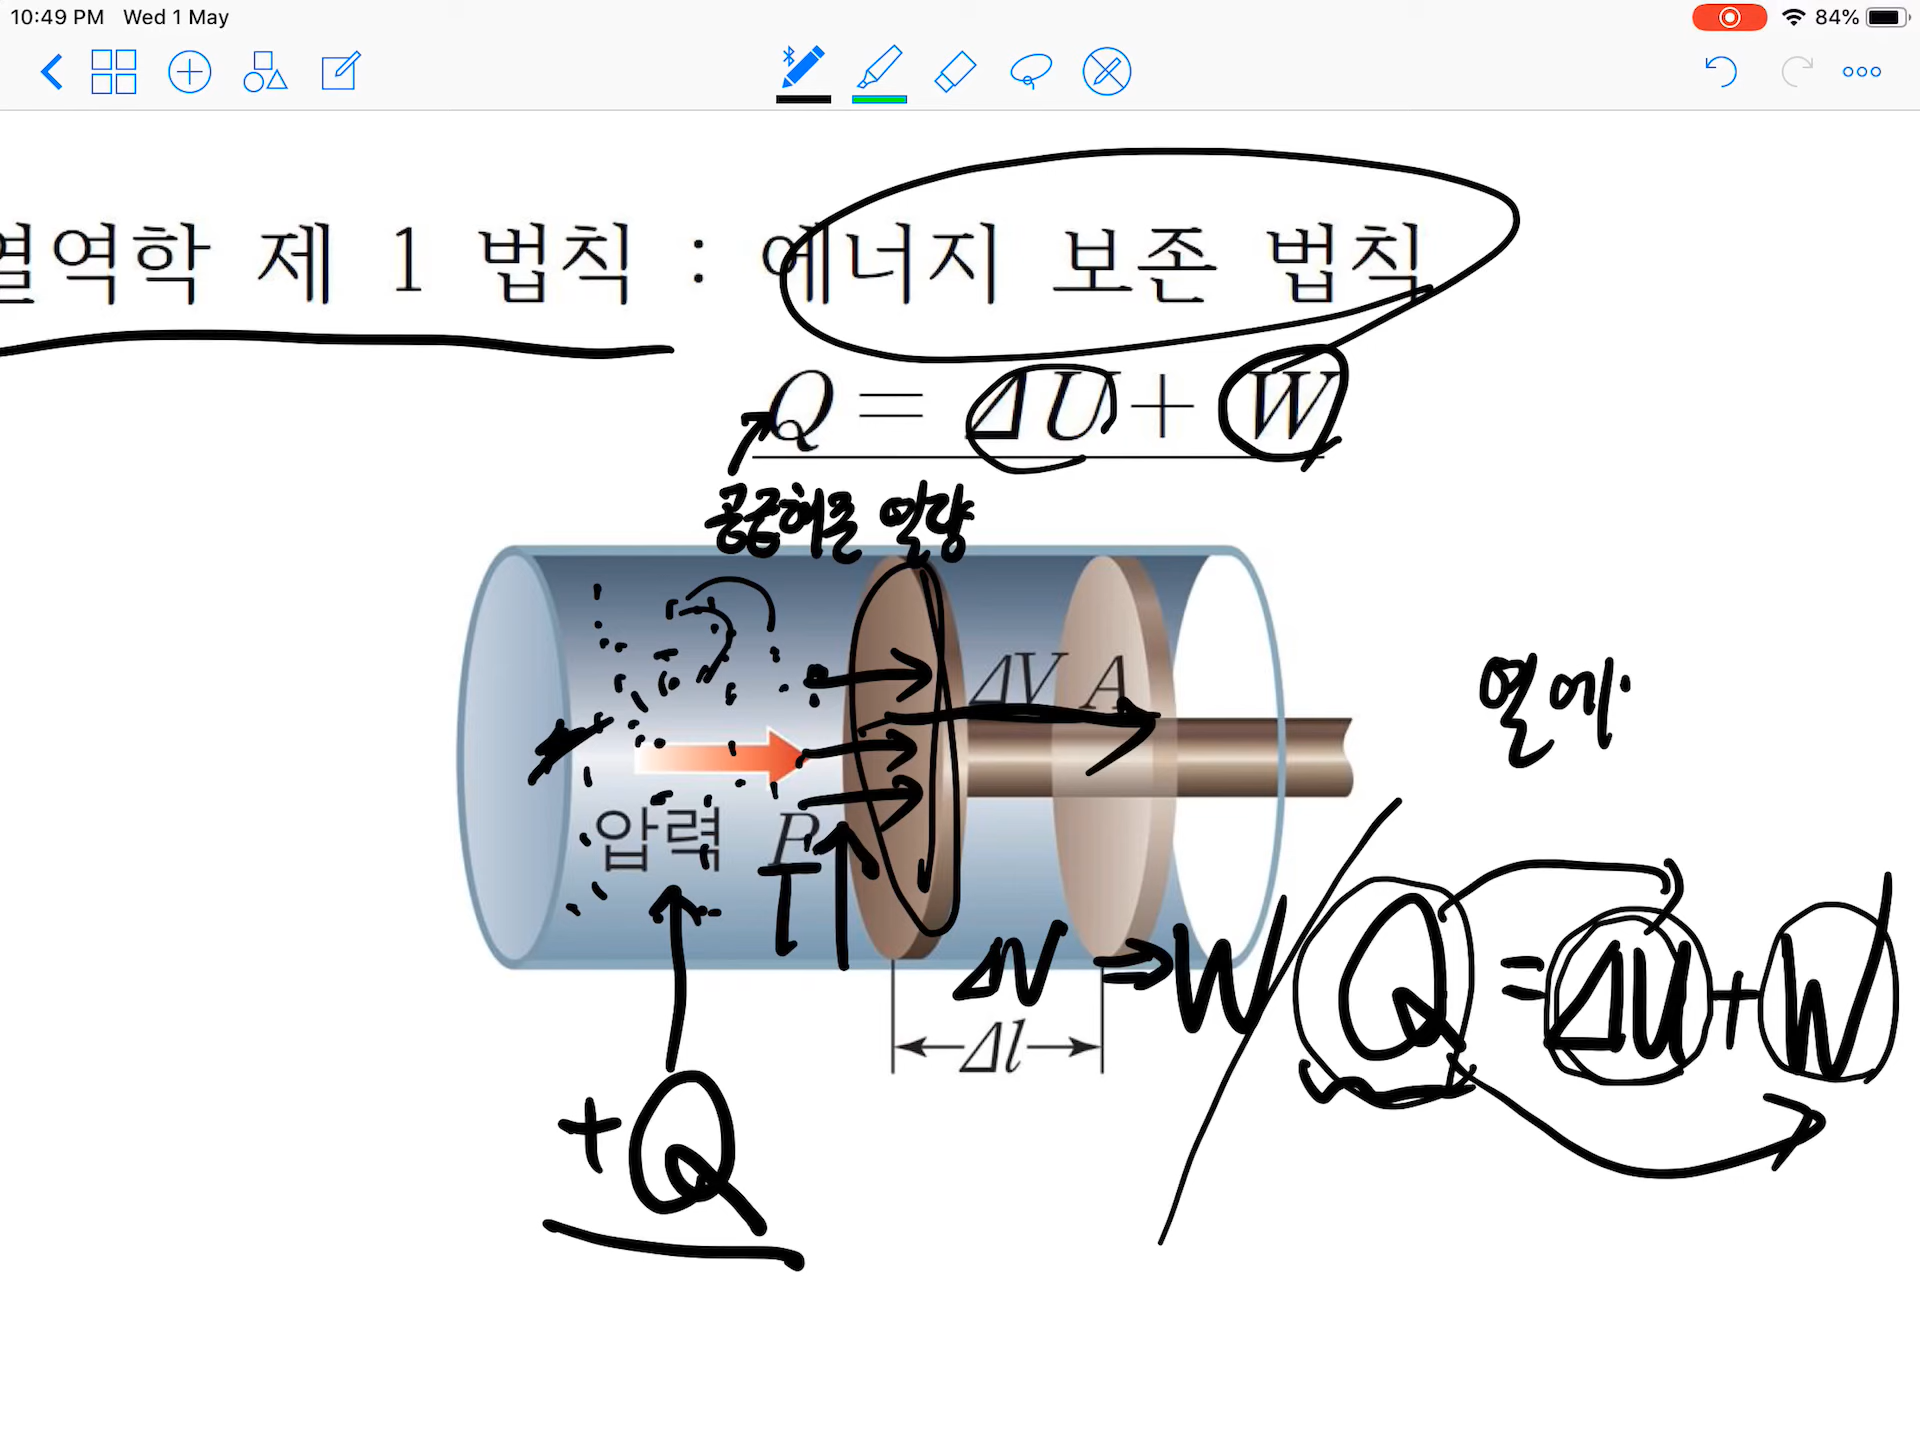 10:49 PM Wed 1 May 84%
열역학 제 1 법칙 : 에너지 보존 법칙
Q = ΔU + W
공급해준 열량
ΔV A
열에
압력 P
T
ΔV ⇒ W
Q = ΔU + W
Δl
+Q